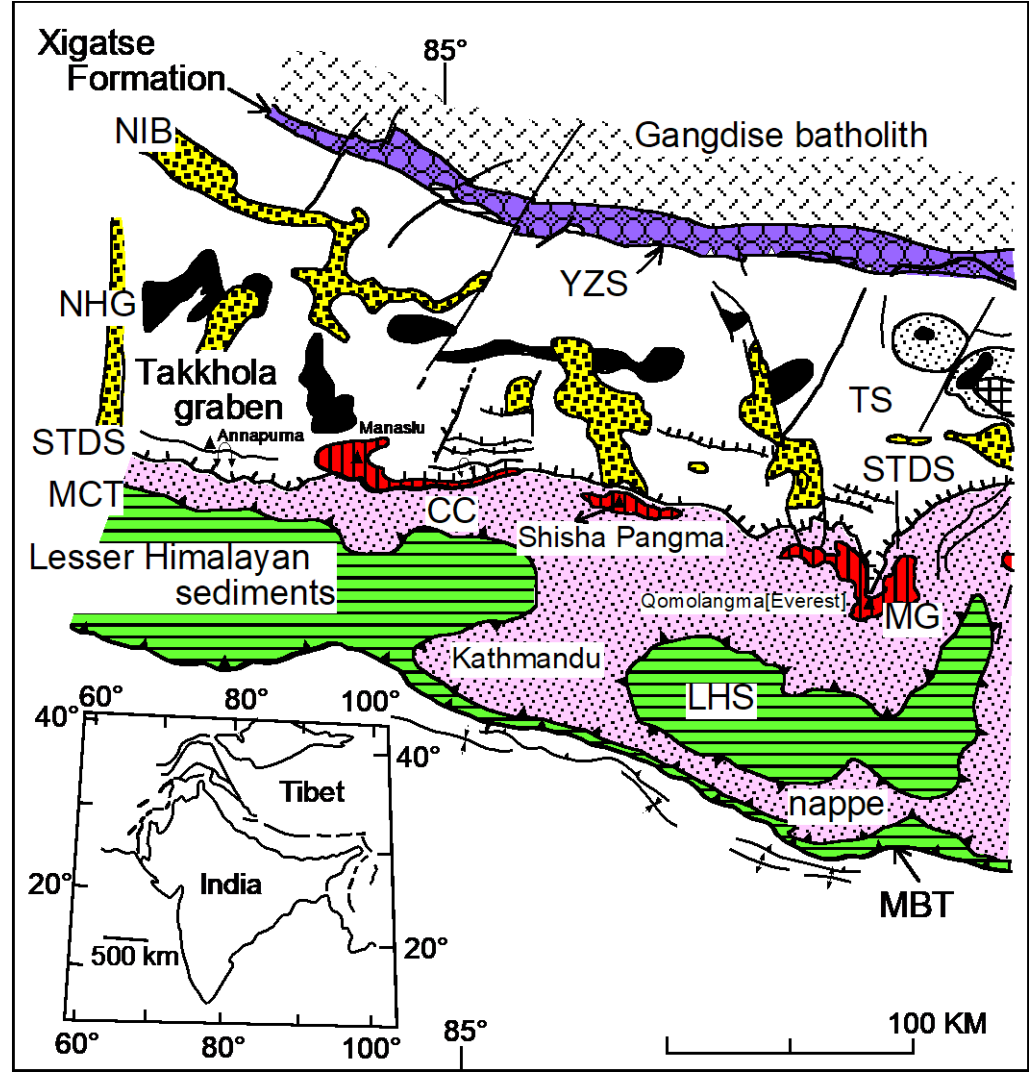 Xigatse
Formation
85°
NIB
Gangdise batholith
YZS
NHG
Takkhola
graben
TS
Manaslu
Annapurna
STDS
STDS
MCT
CC
Shisha Pangma
Lesser Himalayan
sediments
Qomolangma[Everest]
MG
Kathmandu
LHS
60°
80°
100°
40°
40°
Tibet
nappe
India
20°
MBT
20°
500 km
100 KM
85°
60°
80°
100°